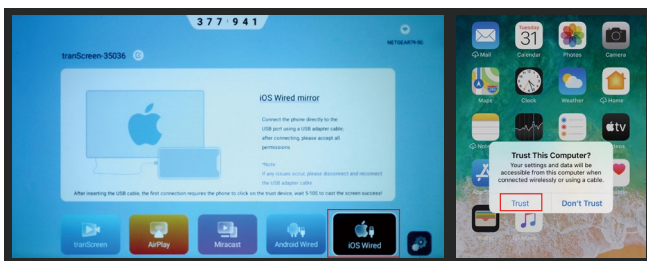 377 941
NETGEAR79-5G
tranScreen-35036
iOS Wired mirror
Connect the phone directly to the
USB port using a USB adapter cable;
after connecting, please accept all
permissions
*Note:
If any issues occur, please disconnect and reconnect
the USB adapter cable.
After inserting the USB cable, the first connection requires the phone to click on the trust device, wait 5-10S to cast the screen success!
tranScreen
AirPlay
Miracast
Android Wired
iOS Wired
Tuesday
31
Mail
Calendar
Photos
Camera
Maps
Clock
Weather
Home
tv
Trust This Computer?
Your settings and data will be
accessible from this computer when
connected wirelessly or using a cable.
Trust
Don't Trust